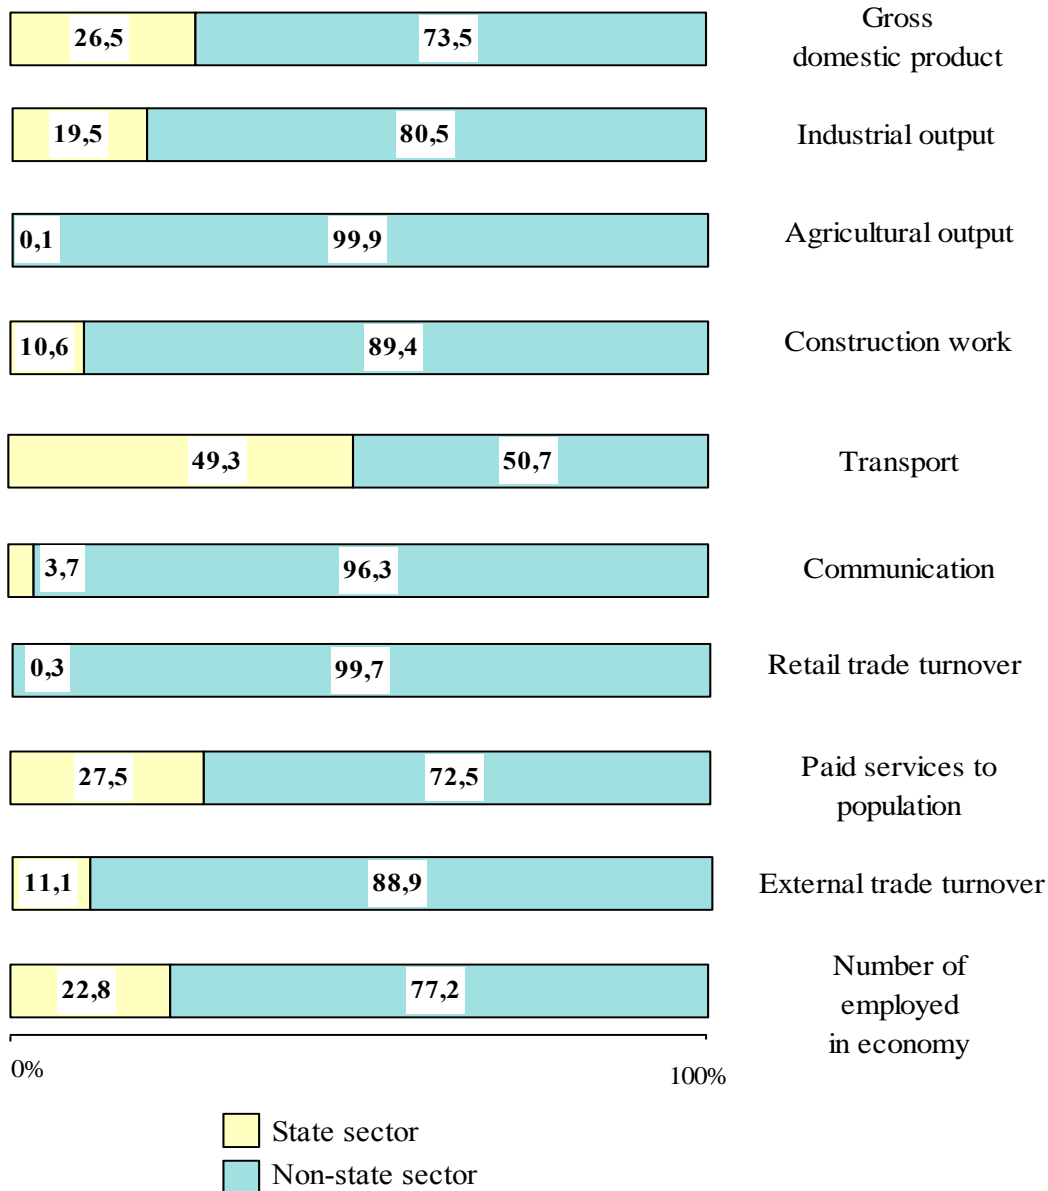 Gross
26,5 73,5
domestic product
19,5 80,5 Industrial output
0,1 99,9 Agricultural output
10,6 89,4 Construction work
49,3 50,7 Transport
3,7 96,3 Communication
0,3 99,7 Retail trade turnover
27,5 72,5 Paid services to
population
11,1 88,9 External trade turnover
22,8 77,2 Number of
employed
in economy
0% 100%
State sector
Non-state sector